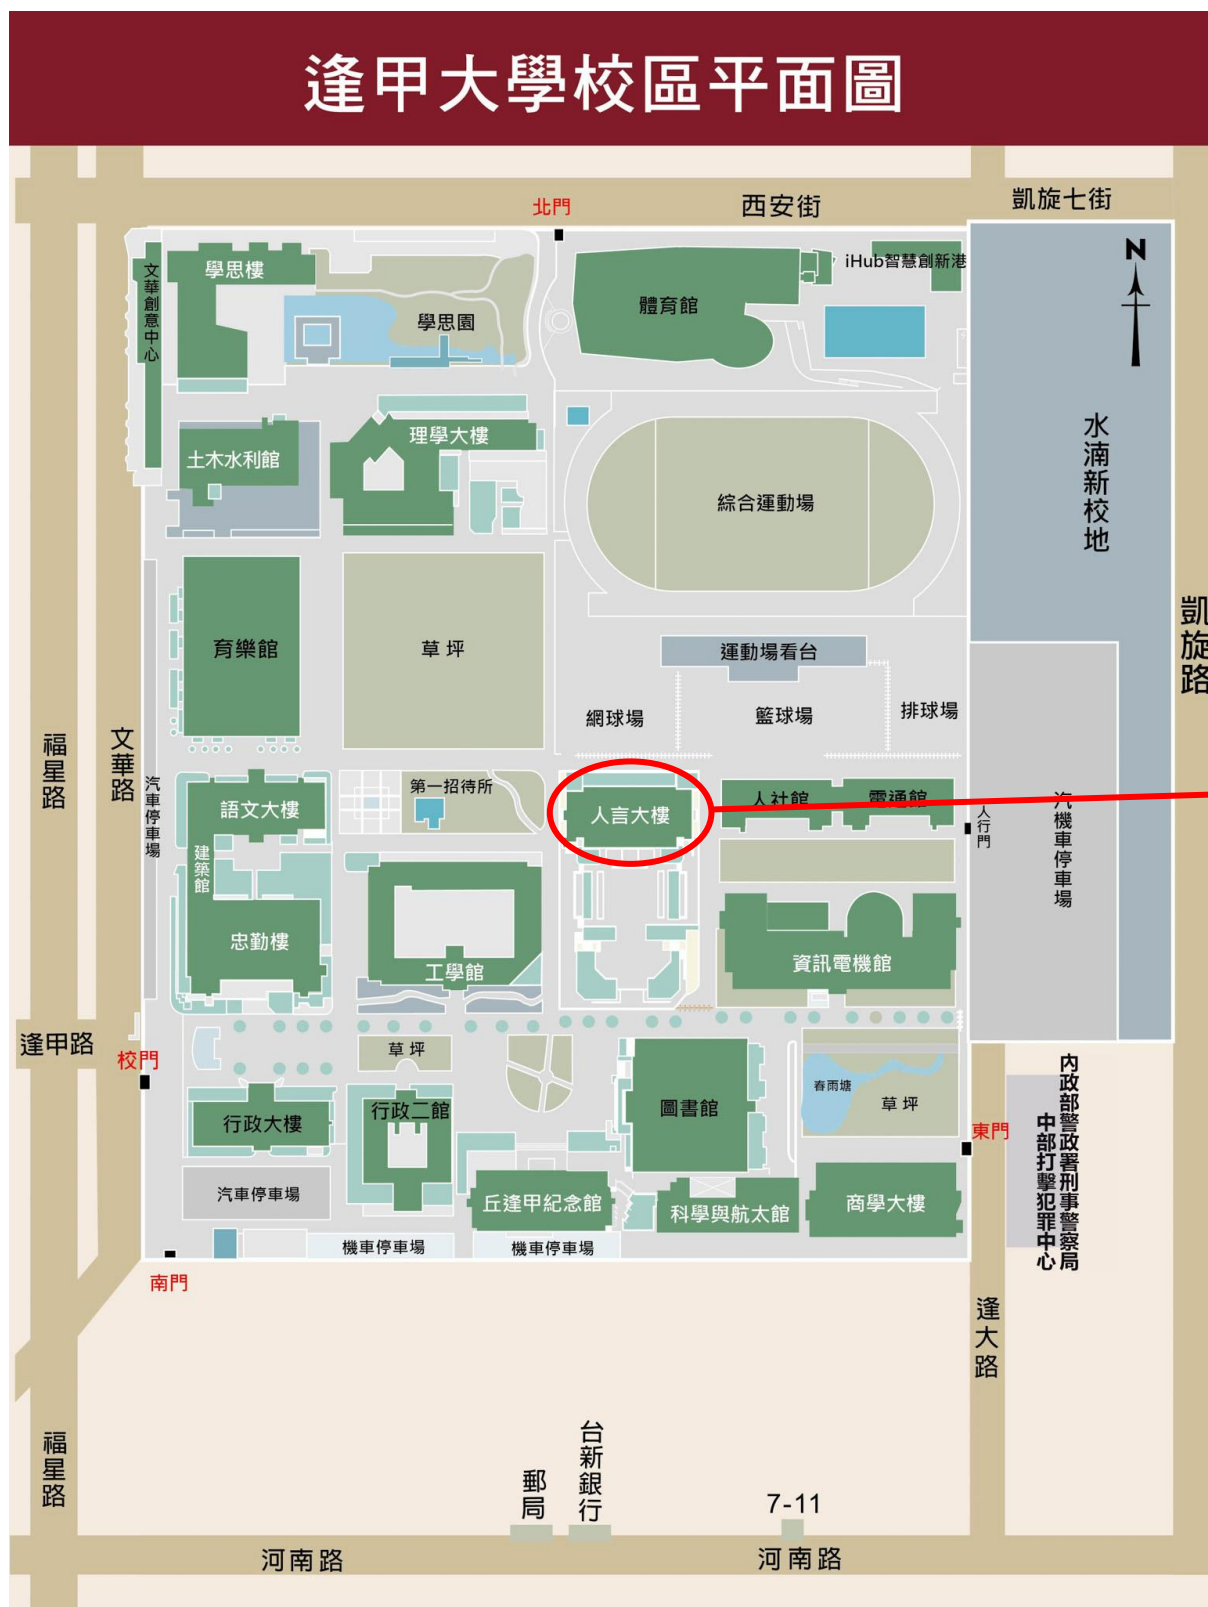 逢甲大學校區平面圖
北門
西安街
凱旋七街
學思樓
文華創意中心
學思園
體育館
iHub智慧創新港
N
理學大樓
土木水利館
綜合運動場
水湳新校地
凱旋路
育樂館
草坪
運動場看台
網球場
籃球場
排球場
福星路
文華路
汽車停車場
第一招待所
語文大樓
人言大樓
人社館
電通館
人行門
汽機車停車場
建築館
忠勤樓
工學館
資訊電機館
逢甲路
校門
草坪
行政大樓
行政二館
圖書館
春雨塘
草坪
東門
內政部警政署刑事警察局
中部打擊犯罪中心
汽車停車場
丘逢甲紀念館
科學與航太館
商學大樓
機車停車場
機車停車場
南門
逢大路
福星路
郵局
台新銀行
7-11
河南路
河南路